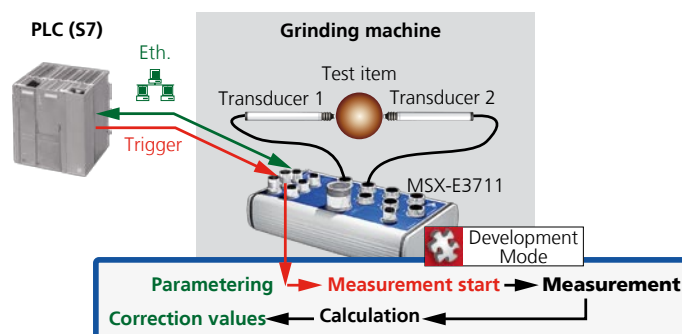 PLC (S7)
Grinding machine
Eth.
Test item
Transducer 1
Transducer 2
Trigger
MSX-E3711
Development
Mode
Parametering
Measurement start
Measurement
Correction values
Calculation